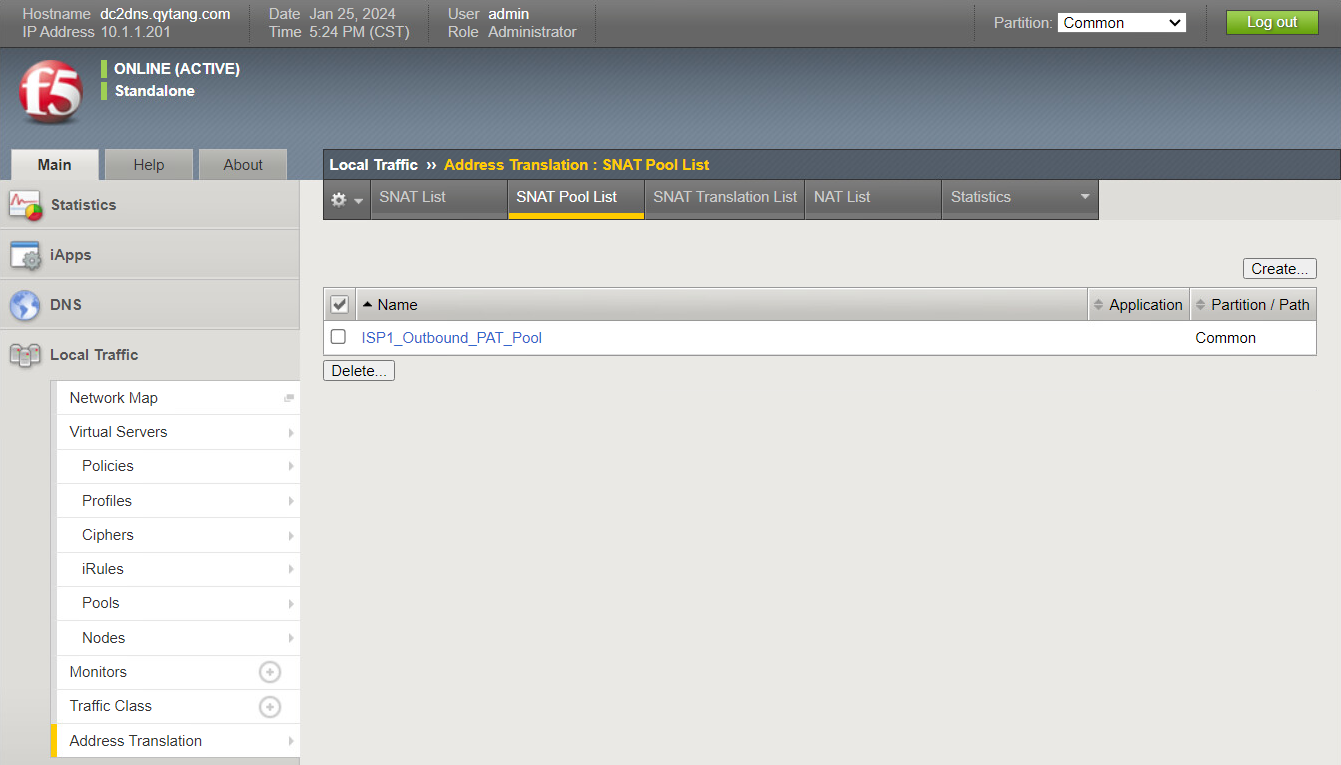 Hostname dc2dns.qytang.com Date Jan 25, 2024 User admin
IP Address 10.1.1.201 Time 5:24 PM (CST) Role Administrator
Partition: Common Log out
f5
ONLINE (ACTIVE)
Standalone
Main Help About
Local Traffic ›› Address Translation : SNAT Pool List
SNAT List SNAT Pool List SNAT Translation List NAT List Statistics
Statistics
iApps
DNS
Local Traffic
Network Map
Virtual Servers
Policies
Profiles
Ciphers
iRules
Pools
Nodes
Monitors
Traffic Class
Address Translation
Create...
Name Application Partition / Path
ISP1_Outbound_PAT_Pool Common
Delete...